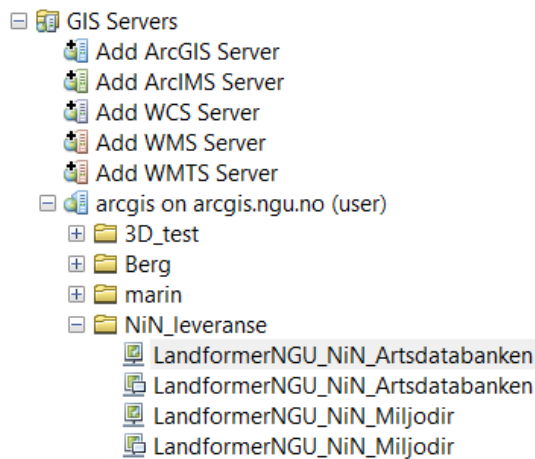 GIS Servers
Add ArcGIS Server
Add ArcIMS Server
Add WCS Server
Add WMS Server
Add WMTS Server
arcgis on arcgis.ngu.no (user)
3D_test
Berg
marin
NiN_leveranse
LandformerNGU_NiN_Artsdatabanken
LandformerNGU_NiN_Artsdatabanken
LandformerNGU_NiN_Miljodir
LandformerNGU_NiN_Miljodir